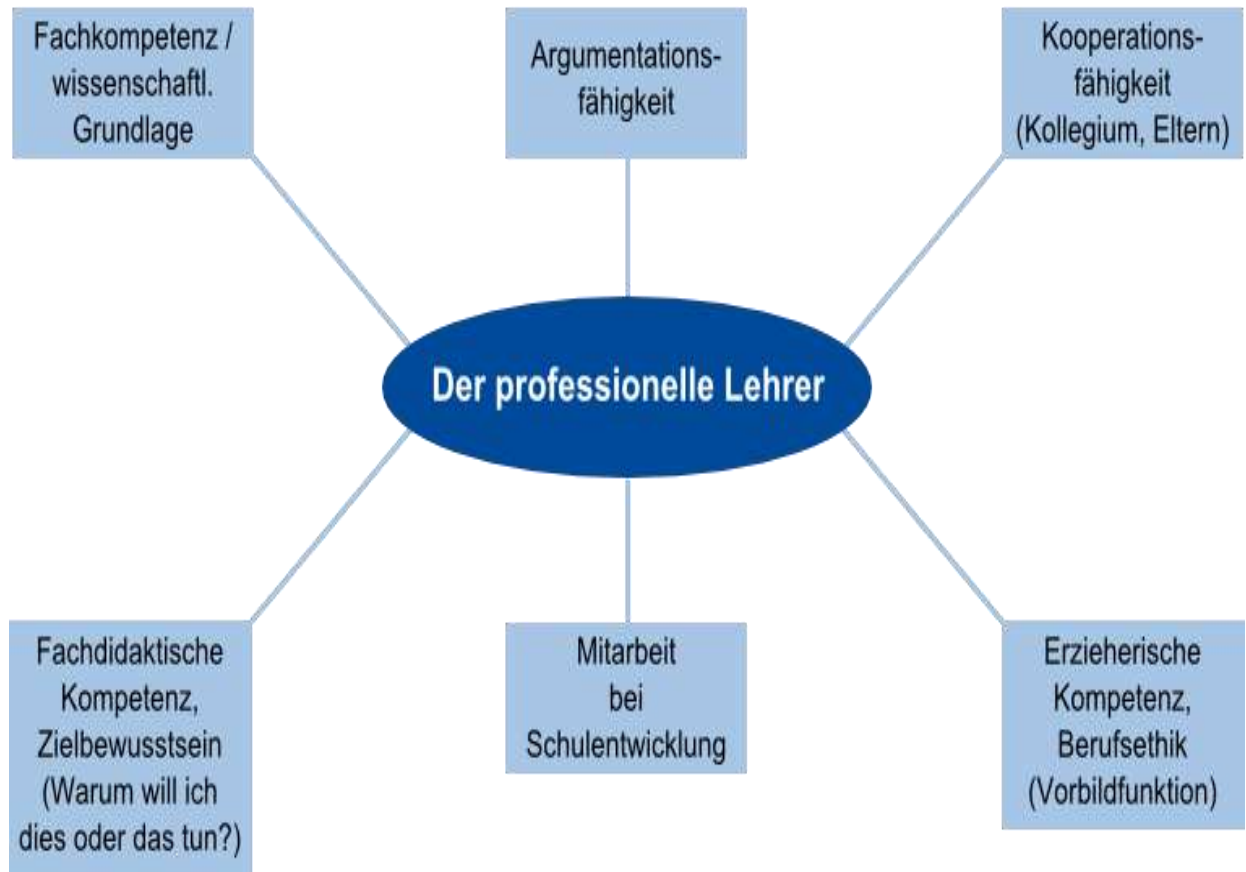 Fachkompetenz /
wissenschaftl.
Grundlage
Argumentations-
fähigkeit
Kooperations-
fähigkeit
(Kollegium, Eltern)
Der professionelle Lehrer
Fachdidaktische
Kompetenz,
Zielbewusstsein
(Warum will ich
dies oder das tun?)
Mitarbeit
bei
Schulentwicklung
Erzieherische
Kompetenz,
Berufsethik
(Vorbildfunktion)